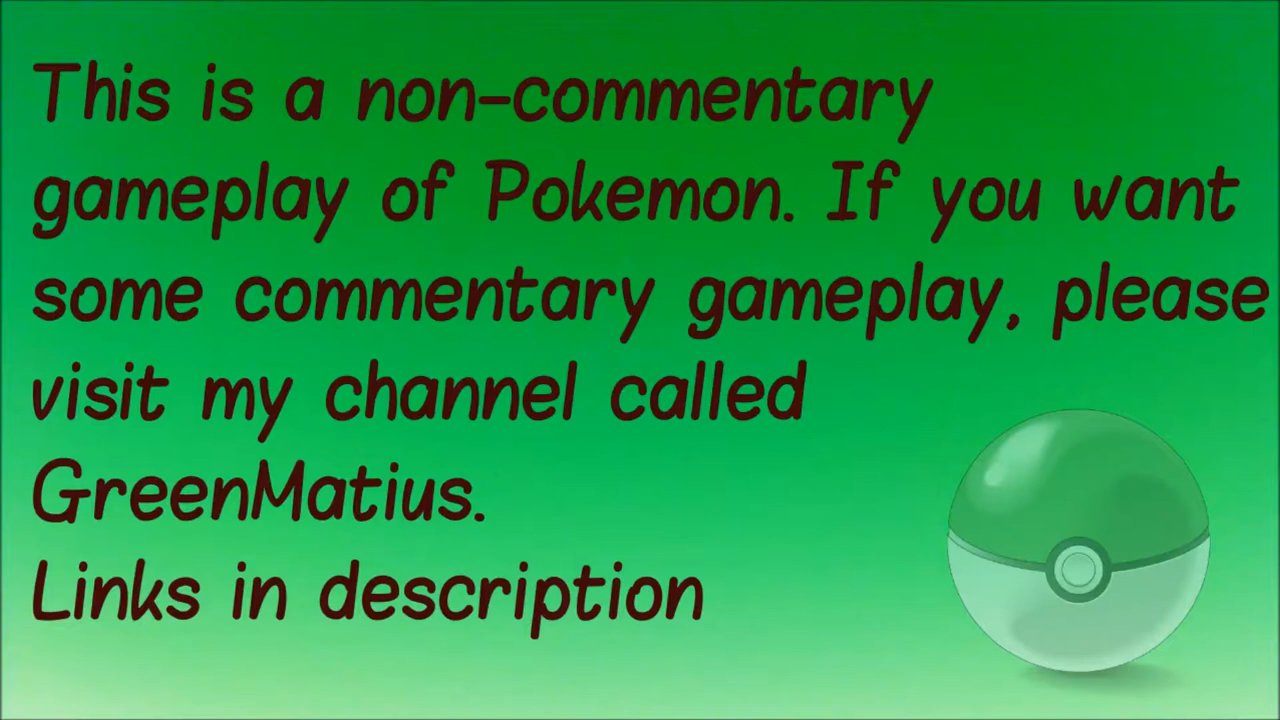 This is a non-commentary
gameplay of Pokemon. If you want
some commentary gameplay, please
visit my channel called
GreenMatius.
Links in description